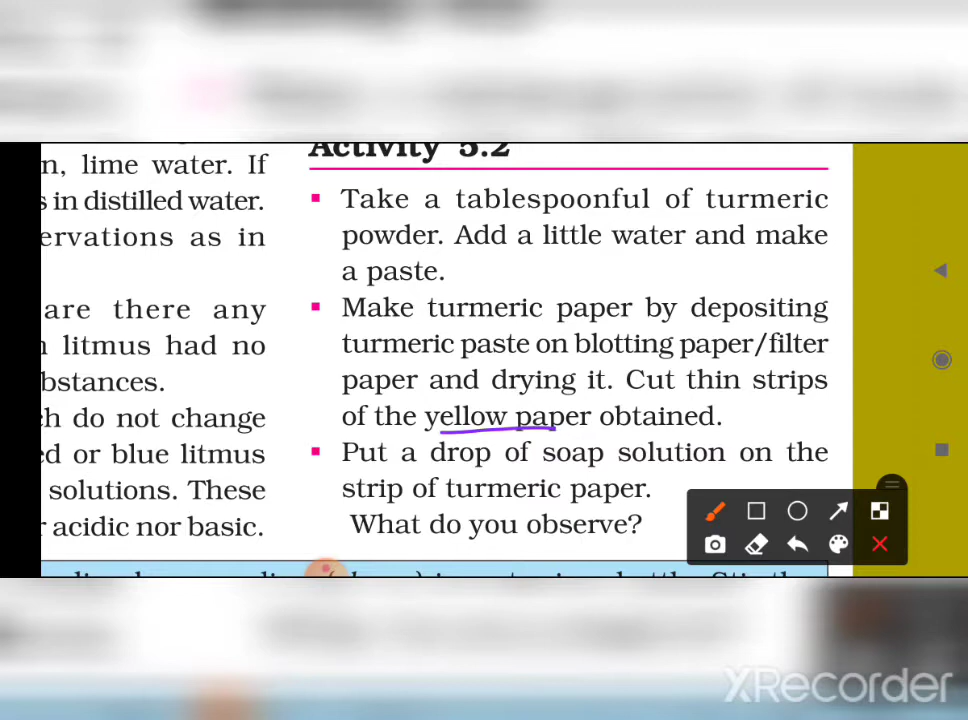 Activity 5.2
n, lime water. If
s in distilled water.
ervations as in
are there any
n litmus had no
bstances.
ch do not change
ed or blue litmus
solutions. These
r acidic nor basic.
Take a tablespoonful of turmeric
powder. Add a little water and make
a paste.
Make turmeric paper by depositing
turmeric paste on blotting paper/filter
paper and drying it. Cut thin strips
of the yellow paper obtained.
Put a drop of soap solution on the
strip of turmeric paper.
What do you observe?
XRecorder